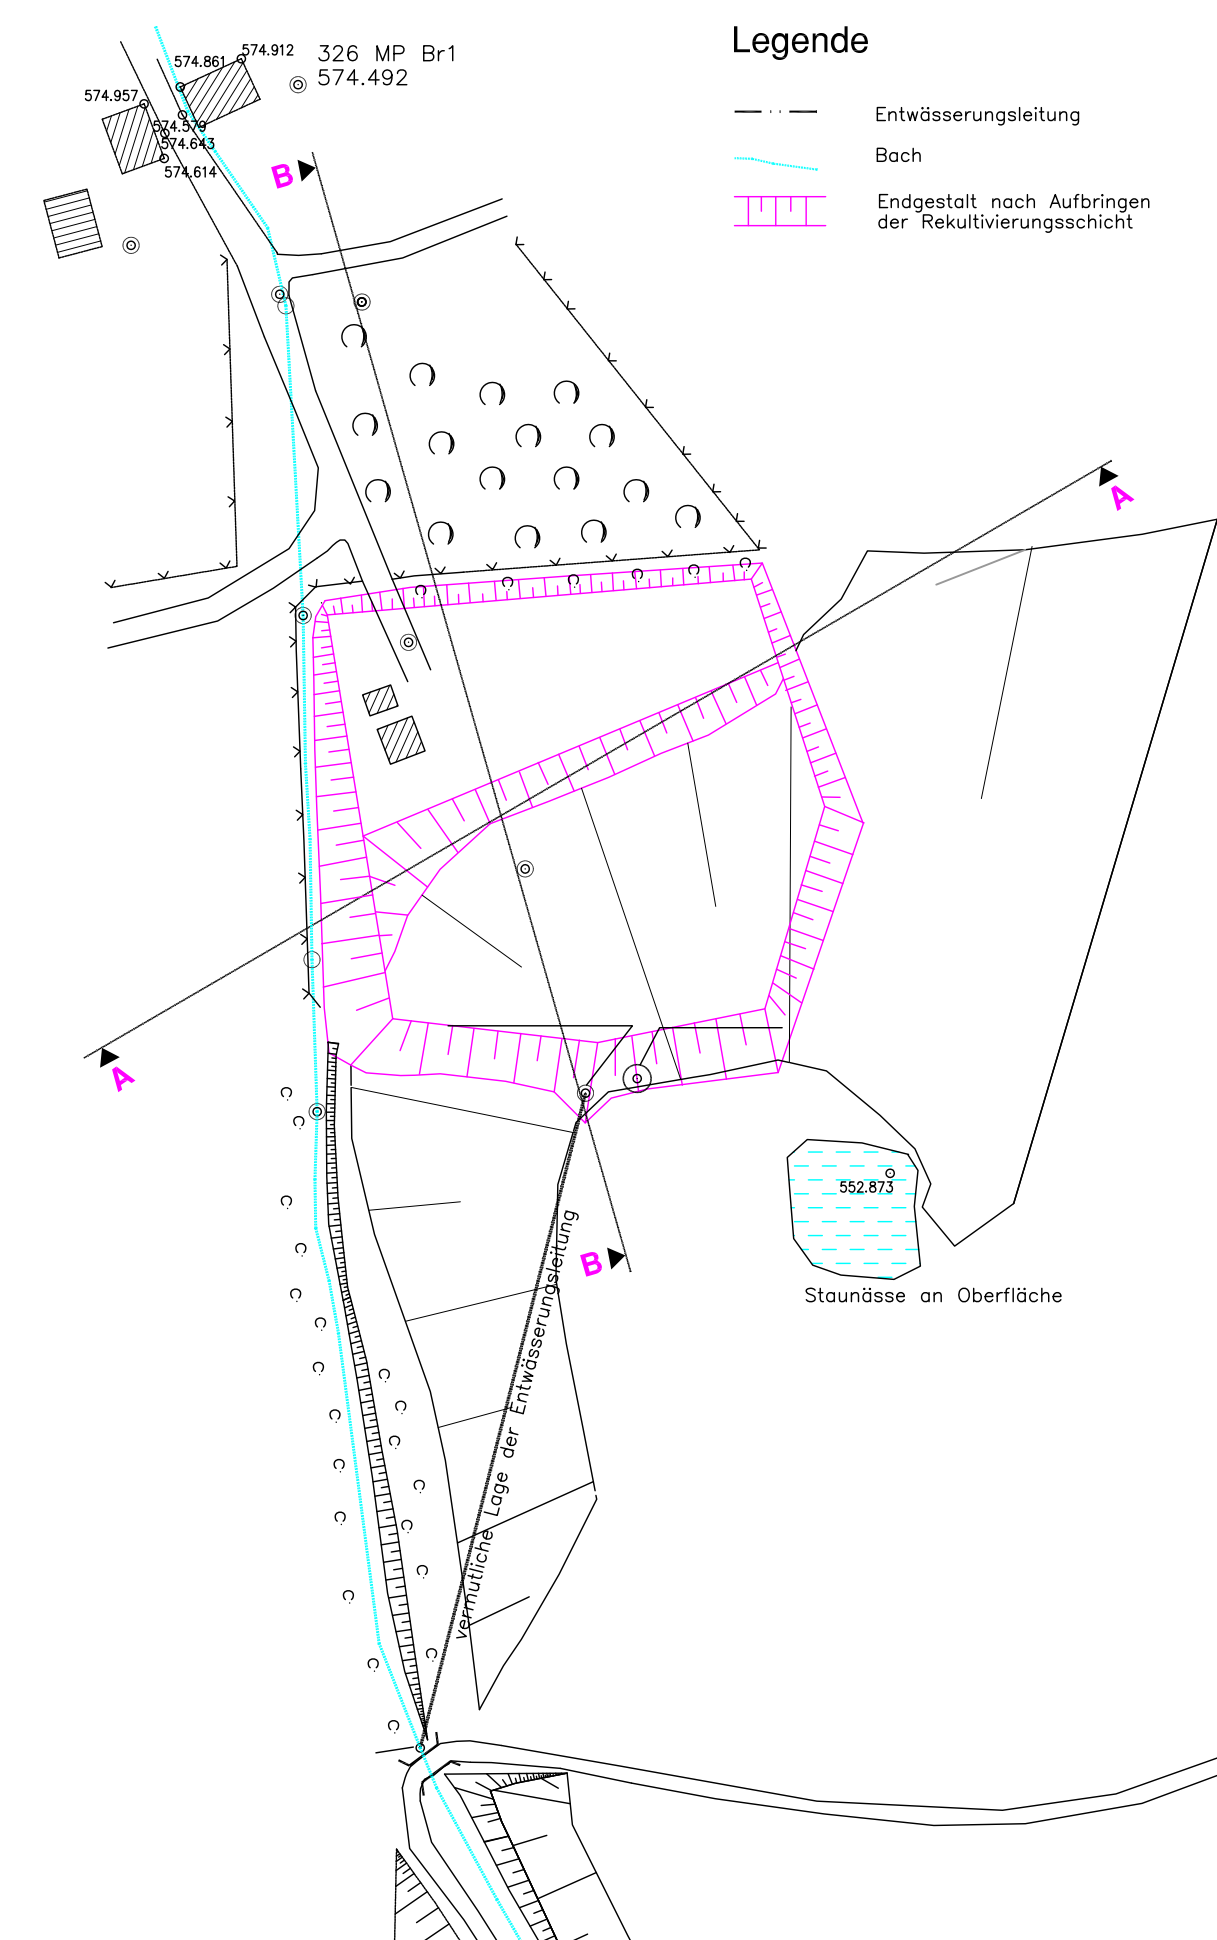 Legende
Entwässerungsleitung
Bach
Endgestalt nach Aufbringen
der Rekultivierungsschicht
326 MP Br1
574.492
574.912
574.861
574.957
574.579
574.643
574.614
B
A
A
B
552.873
Staunässe an Oberfläche
vermutliche Lage der Entwässerungsleitung